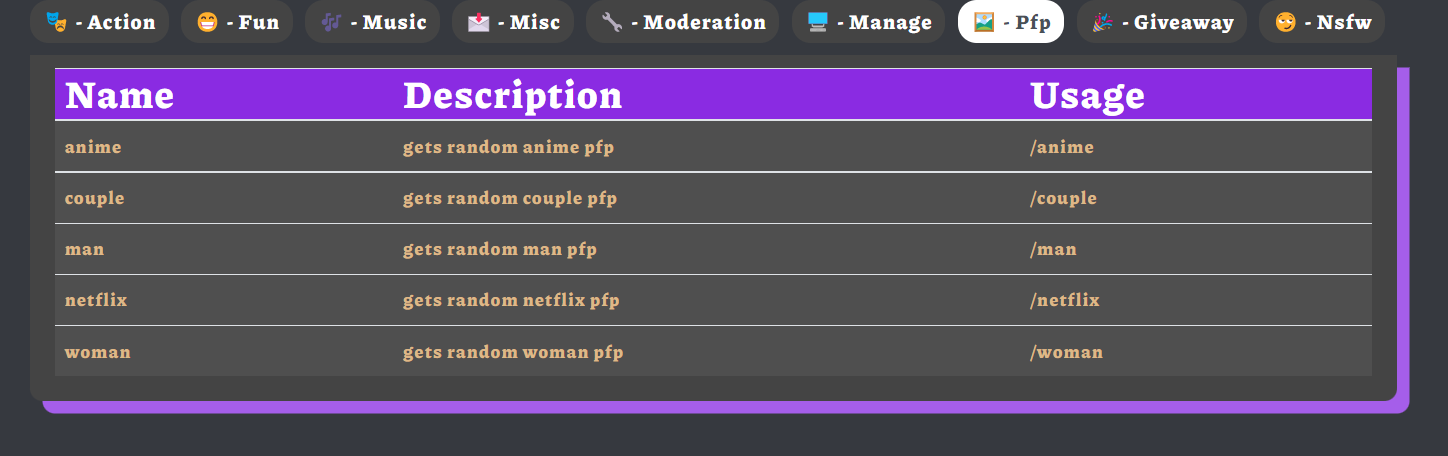 - Action - Fun - Music - Misc - Moderation - Manage - Pfp - Giveaway - Nsfw
Name Description Usage
anime gets random anime pfp /anime
couple gets random couple pfp /couple
man gets random man pfp /man
netflix gets random netflix pfp /netflix
woman gets random woman pfp /woman